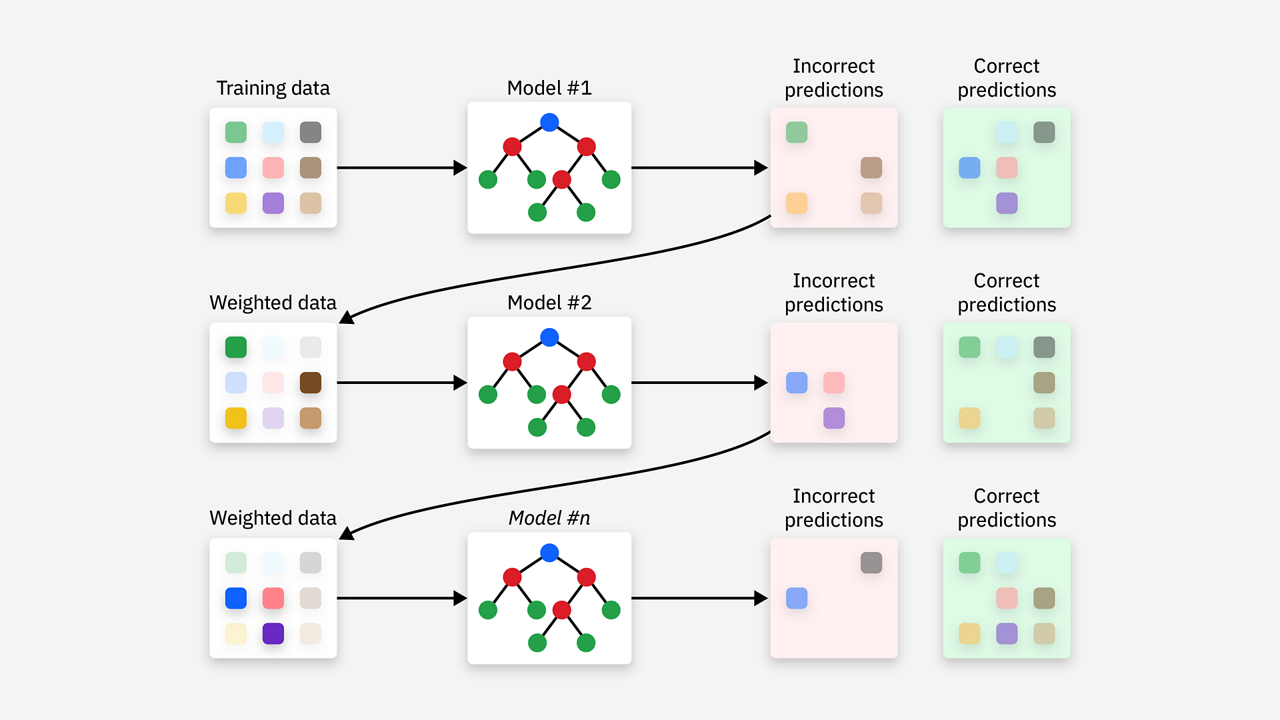 Training data
Model #1
Incorrect
predictions
Correct
predictions
Weighted data
Model #2
Incorrect
predictions
Correct
predictions
Weighted data
Model #n
Incorrect
predictions
Correct
predictions